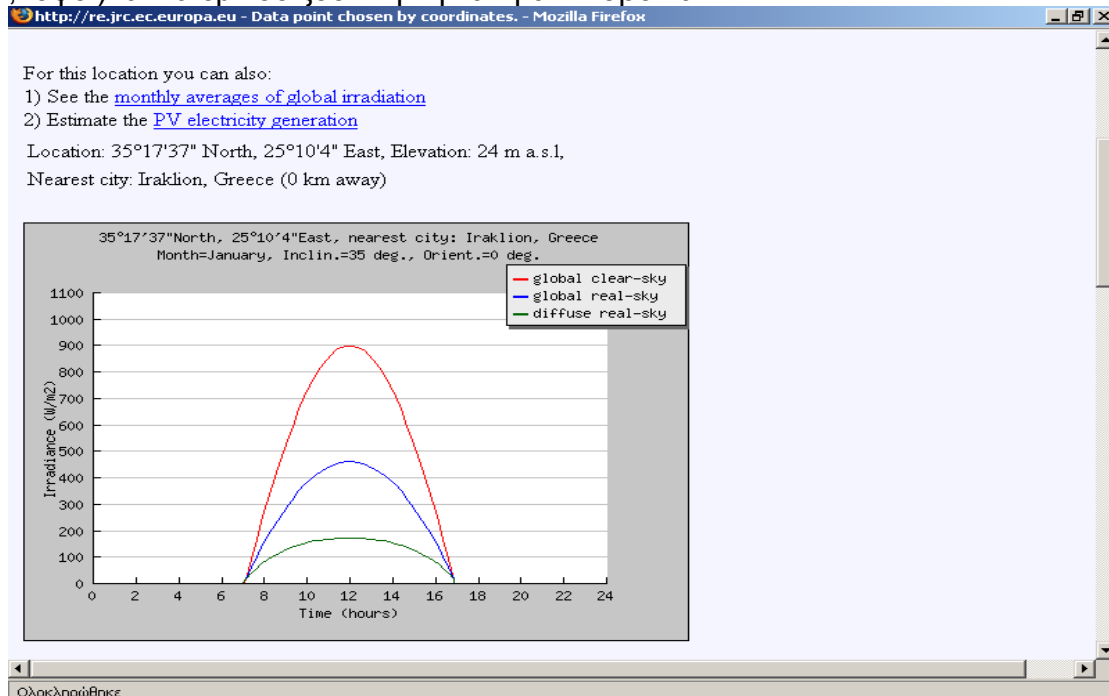 http://re.jrc.ec.europa.eu - Data point chosen by coordinates. - Mozilla Firefox
For this location you can also:
1) See the monthly averages of global irradiation
2) Estimate the PV electricity generation
Location: 35°17'37" North, 25°10'4" East, Elevation: 24 m a.s.l,
Nearest city: Iraklion, Greece (0 km away)
35°17'37"North, 25°10'4"East, nearest city: Iraklion, Greece
Month=January, Inclin.=35 deg., Orient.=0 deg.
global clear-sky
global real-sky
diffuse real-sky
Irradiance (W/m2)
1100
1000
900
800
700
600
500
400
300
200
100
0
0 2 4 6 8 10 12 14 16 18 20 22 24
Time (hours)
Ολοκληρώθηκε